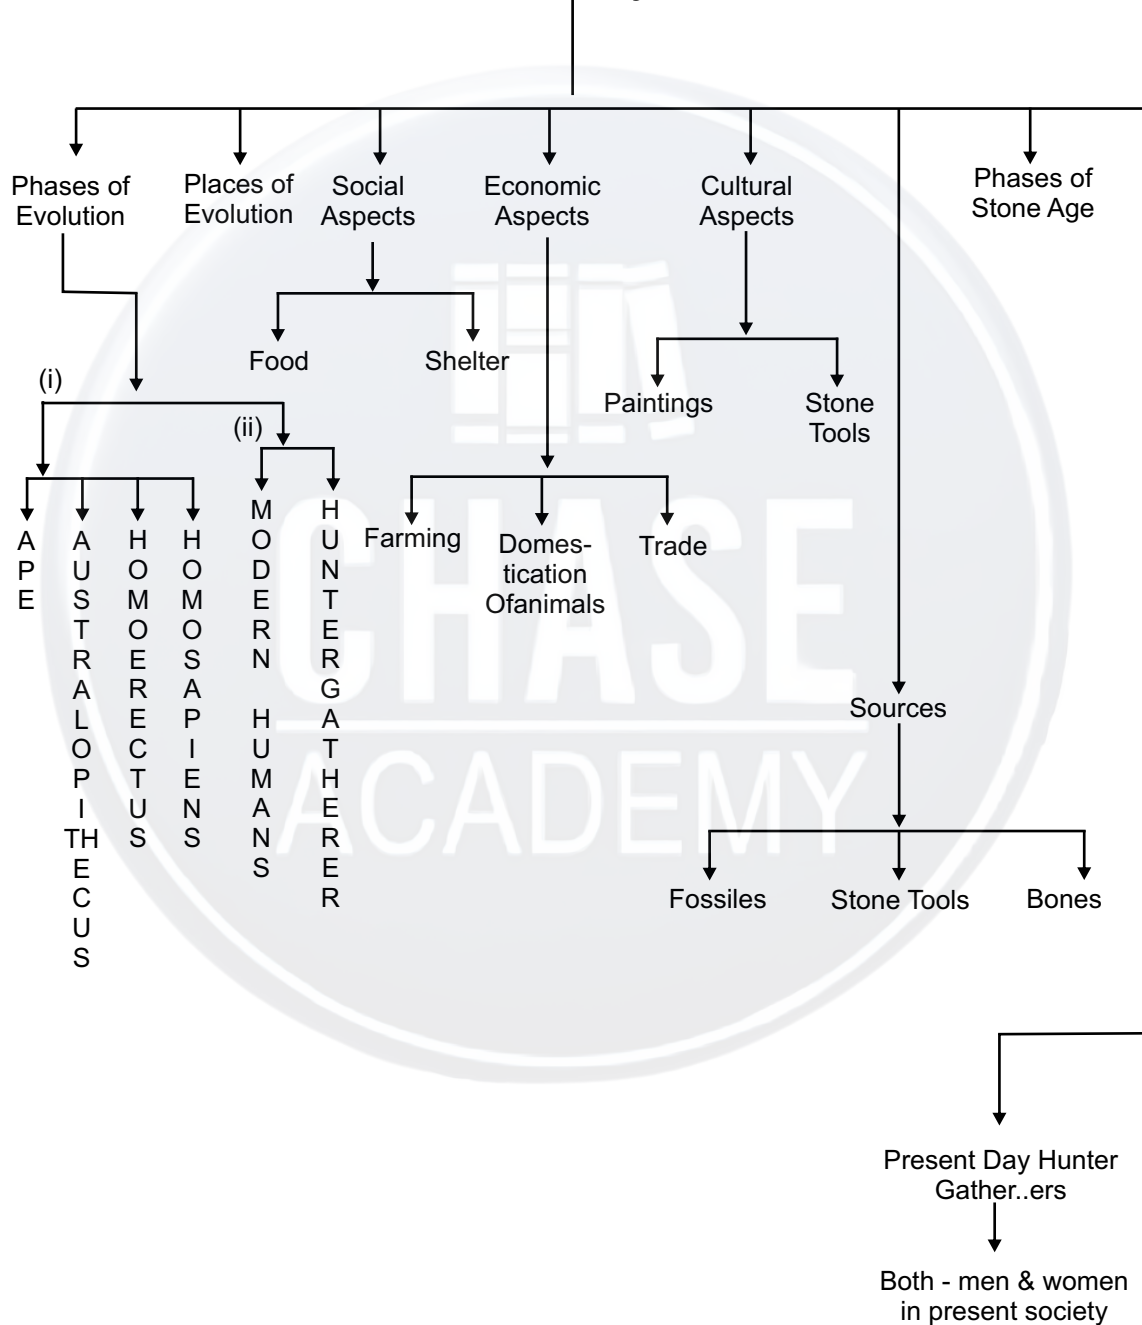 Phases of
Evolution
Places of
Evolution
Social
Aspects
Economic
Aspects
Cultural
Aspects
Phases of
Stone Age
Food
Shelter
Paintings
Stone
Tools
(i)
(ii)
APE
AUSTRALOPITHECUS
HOMOERECTUS
HOMOSAPIENS
MODERN HUMANS
HUNTERGATHERER
Farming
Domes-
tication
Ofanimals
Trade
CHASE
ACADEMY
Sources
Fossiles
Stone Tools
Bones
Present Day Hunter
Gather..ers
Both - men & women
in present society